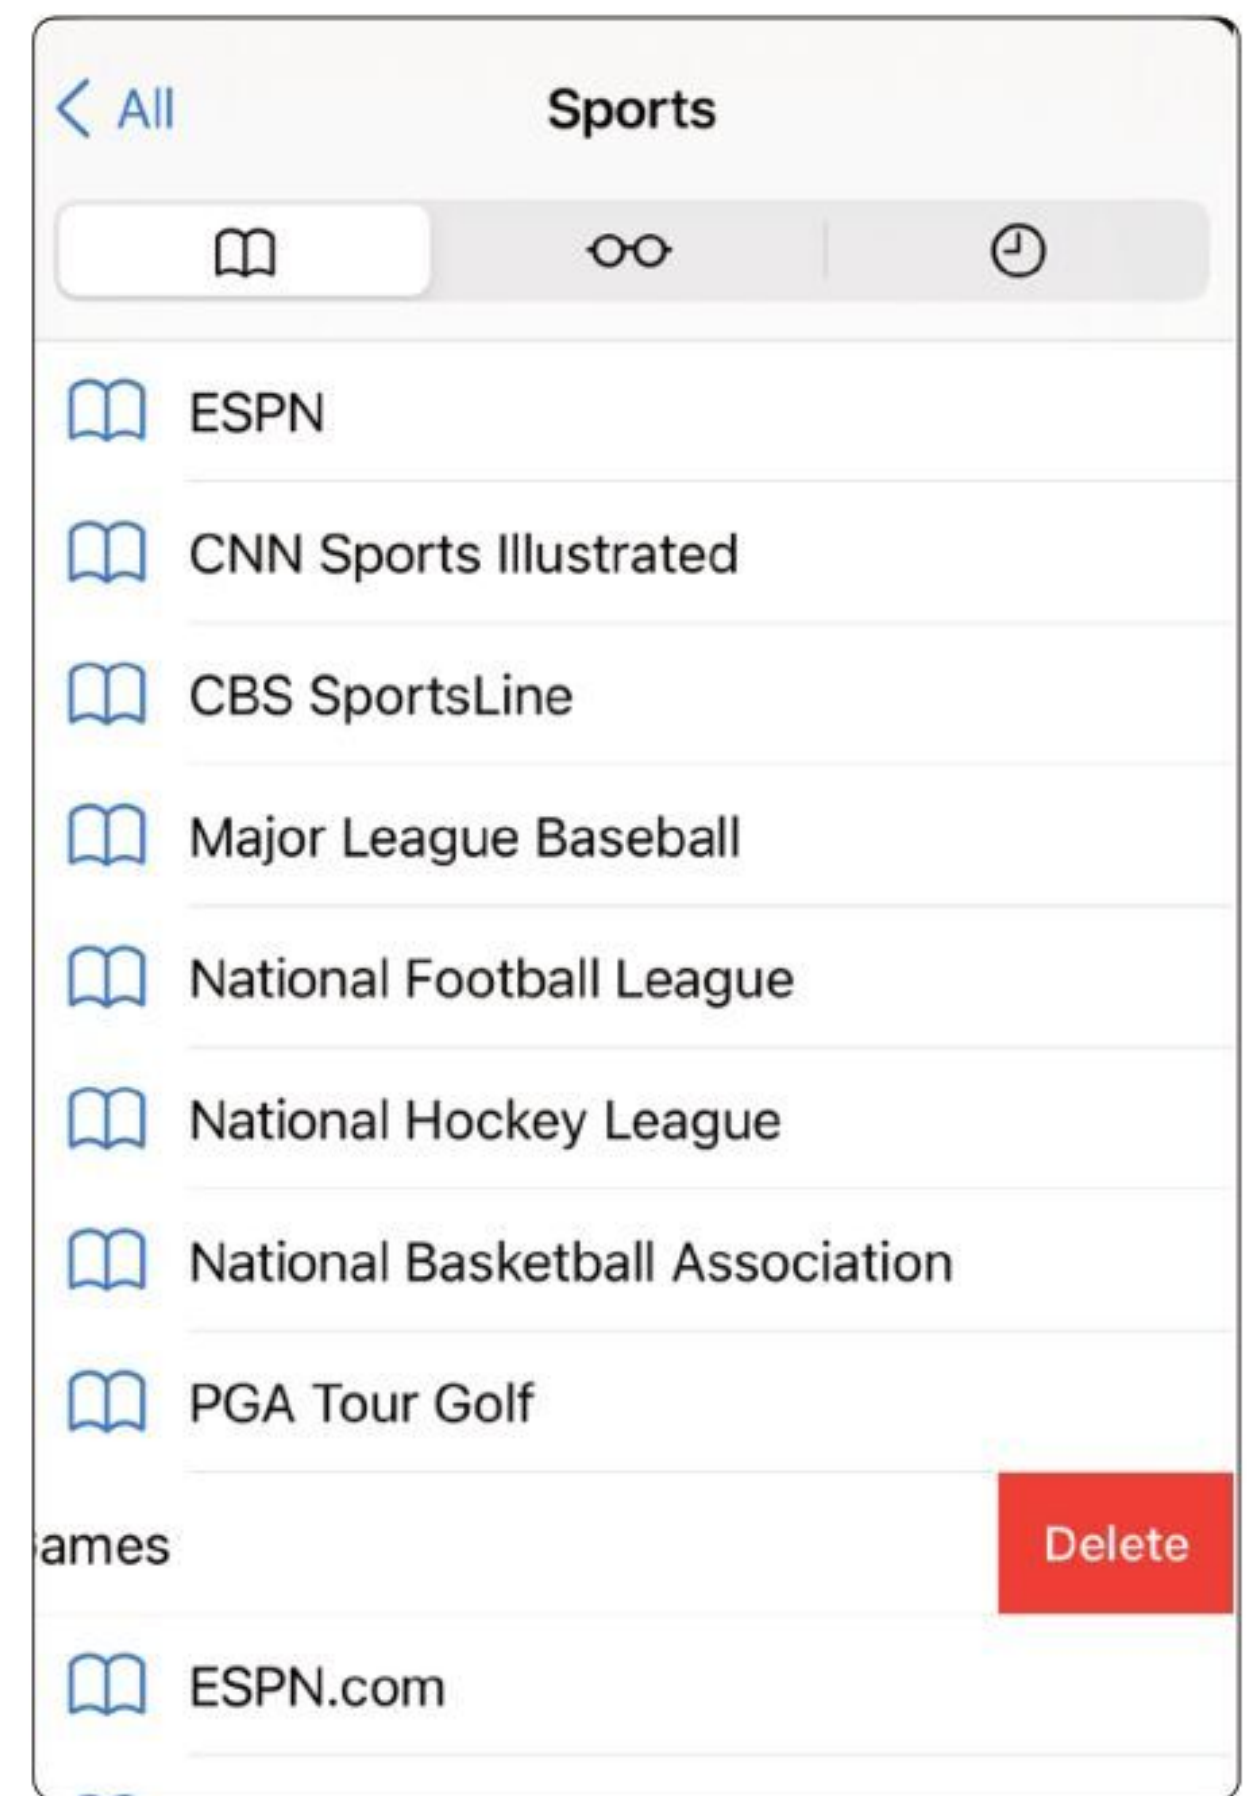 All
Sports
ESPN
CNN Sports Illustrated
CBS SportsLine
Major League Baseball
National Football League
National Hockey League
National Basketball Association
PGA Tour Golf
Delete
ESPN.com